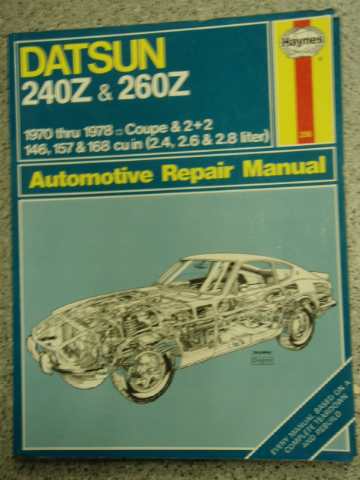 DATSUN
240Z & 260Z
Haynes
1970 thru 1978 □ Coupe & 2+2
146, 157 & 168 cu in (2.4, 2.6 & 2.8 liter)
Automotive Repair Manual
EVERY MANUAL BASED ON A
COMPLETE TEARDOWN
AND REBUILD